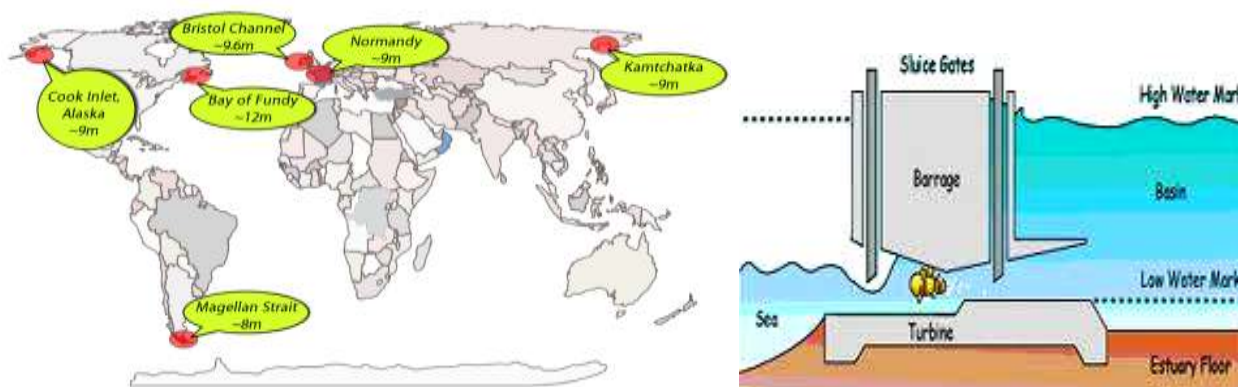 Bristol Channel
~9.6m
Normandy
~9m
Kamtchatka
~9m
Cook Inlet,
Alaska
~9m
Bay of Fundy
~12m
Magellan Strait
~8m
Sluice Gates
High Water Mark
Barrage
Basin
Low Water Mark
Sea
Turbine
Estuary Floor